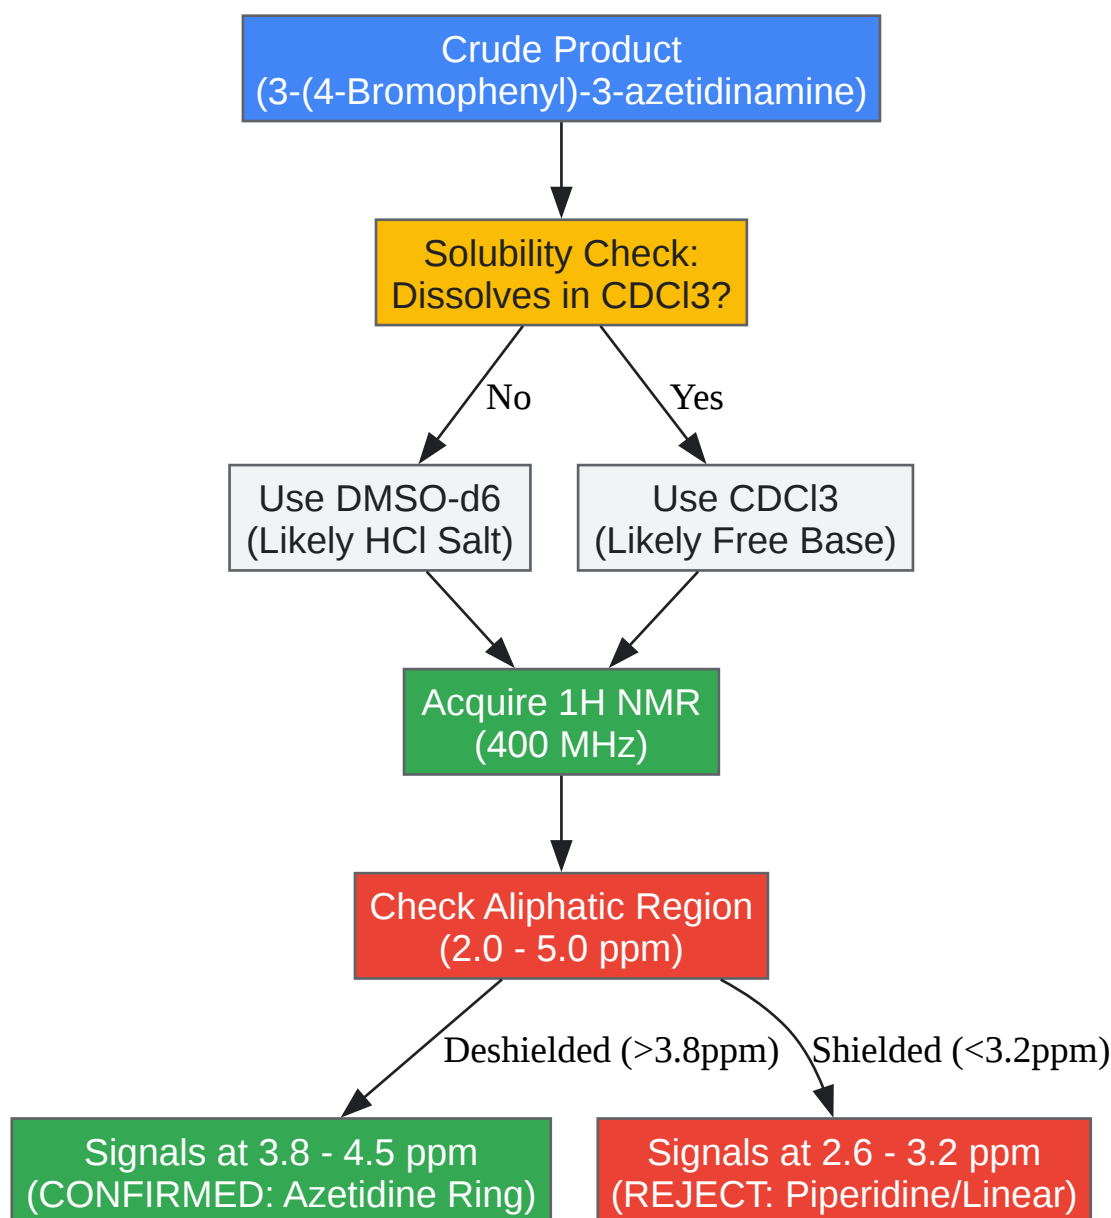 Crude Product
(3-(4-Bromophenyl)-3-azetidinamine)
Solubility Check:
Dissolves in CDCl3?
No
Yes
Use DMSO-d6
(Likely HCl Salt)
Use CDCl3
(Likely Free Base)
Acquire 1H NMR
(400 MHz)
Check Aliphatic Region
(2.0 - 5.0 ppm)
Deshielded (>3.8ppm)
Shielded (<3.2ppm)
Signals at 3.8 - 4.5 ppm
(CONFIRMED: Azetidine Ring)
Signals at 2.6 - 3.2 ppm
(REJECT: Piperidine/Linear)